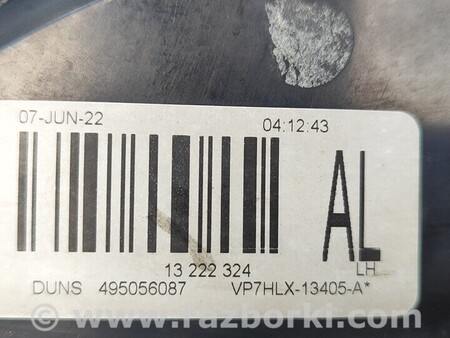 07-JUN-22 04:12:43
AL
LH
13 222 324
DUNS 495056087 VP7HLX-13405-A*
www.razborki.com